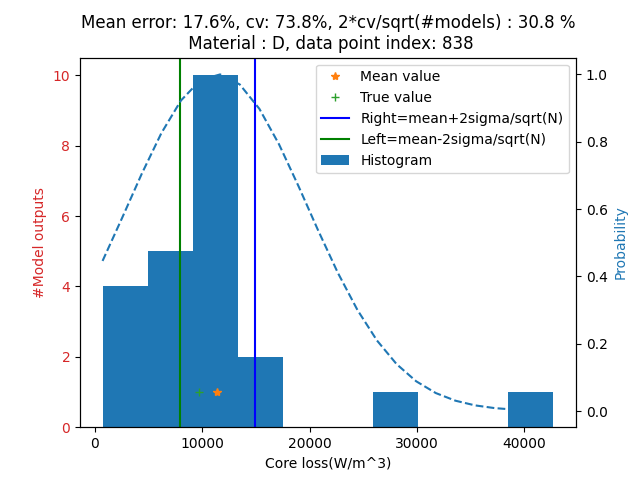 Mean error: 17.6%, cv: 73.8%, 2*cv/sqrt(#models) : 30.8 %
Material : D, data point index: 838
#Model outputs
10
8
6
4
2
0
Mean value
True value
Right=mean+2sigma/sqrt(N)
Left=mean-2sigma/sqrt(N)
Histogram
1.0
0.8
0.6
0.4
0.2
0.0
Probability
0 10000 20000 30000 40000
Core loss(W/m^3)